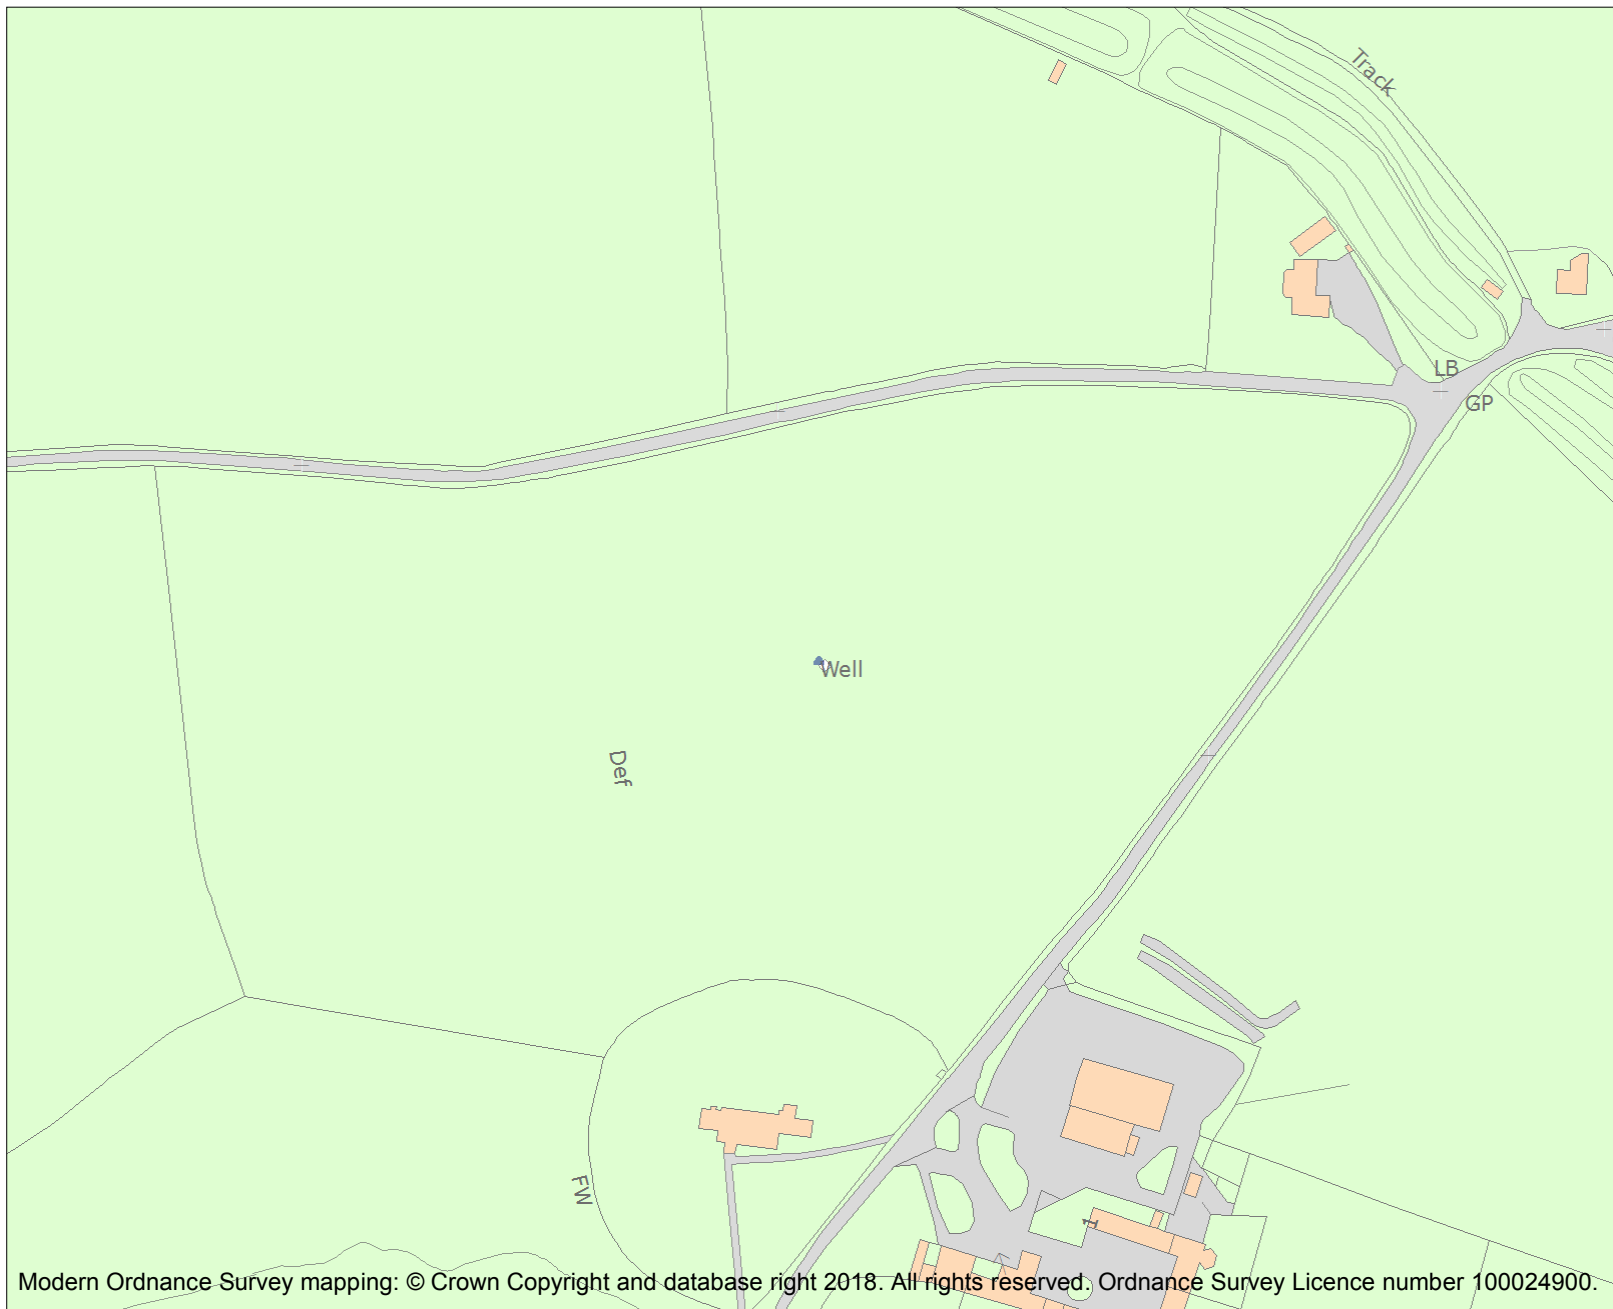 Track
LB
GP
Well
Def
FW
1
Modern Ordnance Survey mapping: © Crown Copyright and database right 2018. All rights reserved. Ordnance Survey Licence number 100024900.